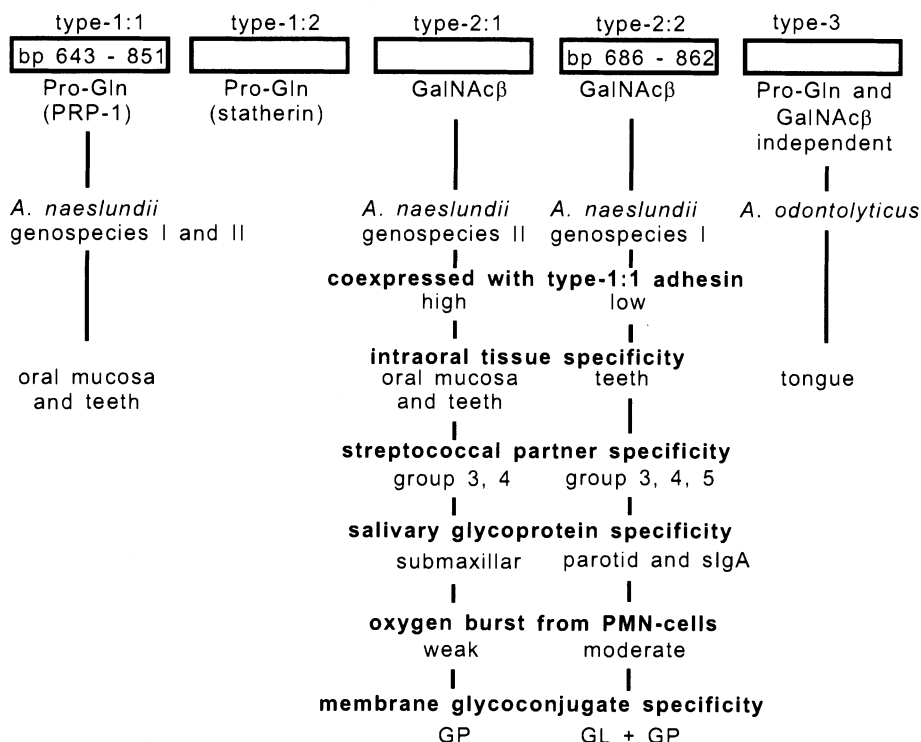 type-1:1 type-1:2 type-2:1 type-2:2 type-3
bp 643 - 851 bp 686 - 862
Pro-Gln Pro-Gln GalNAcβ GalNAcβ Pro-Gln and
(PRP-1) (statherin) GalNAcβ
independent
A. naeslundii A. naeslundii A. naeslundii A. odontolyticus
genospecies I and II genospecies II genospecies I
coexpressed with type-1:1 adhesin
high low
intraoral tissue specificity
oral mucosa oral mucosa teeth tongue
and teeth and teeth
streptococcal partner specificity
group 3, 4 group 3, 4, 5
salivary glycoprotein specificity
submaxillar parotid and sIgA
oxygen burst from PMN-cells
weak moderate
membrane glycoconjugate specificity
GP GL + GP